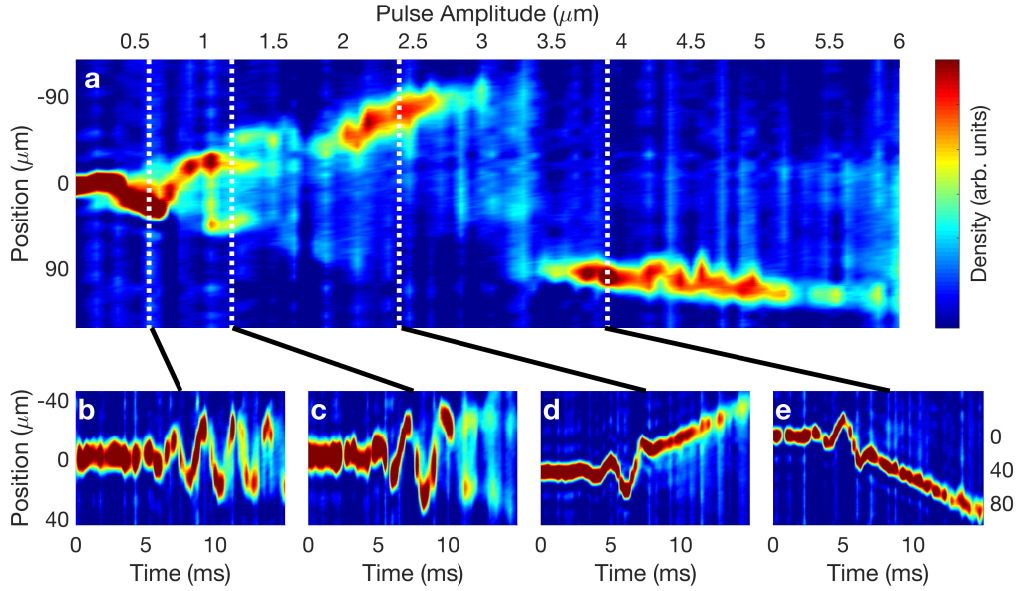 Pulse Amplitude (μm)
0.5 1 1.5 2 2.5 3 3.5 4 4.5 5 5.5 6
a
-90
0
90
Position (μm)
Density (arb. units)
b c d e
-40
0
40
Position (μm)
0
40
80
0 5 10 0 5 10 0 5 10 0 5 10
Time (ms) Time (ms) Time (ms) Time (ms)